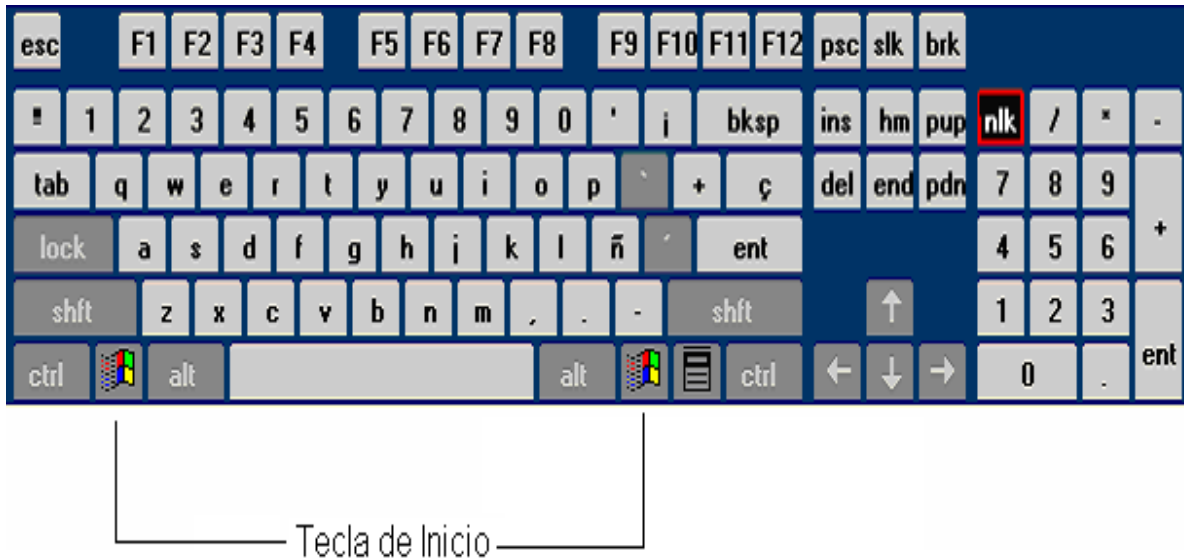 esc F1 F2 F3 F4 F5 F6 F7 F8 F9 F10 F11 F12 psc slk brk
1 2 3 4 5 6 7 8 9 0 ' ¡ bksp ins hm pup nlk / * -
tab q w e r t y u i o p ` + ç del end pdn 7 8 9 +
lock a s d f g h j k l ñ ´ ent 4 5 6
shft z x c v b n m , . - shft ↑ 1 2 3 ent
ctrl alt alt ctrl ← ↓ → 0 .
Tecla de Inicio